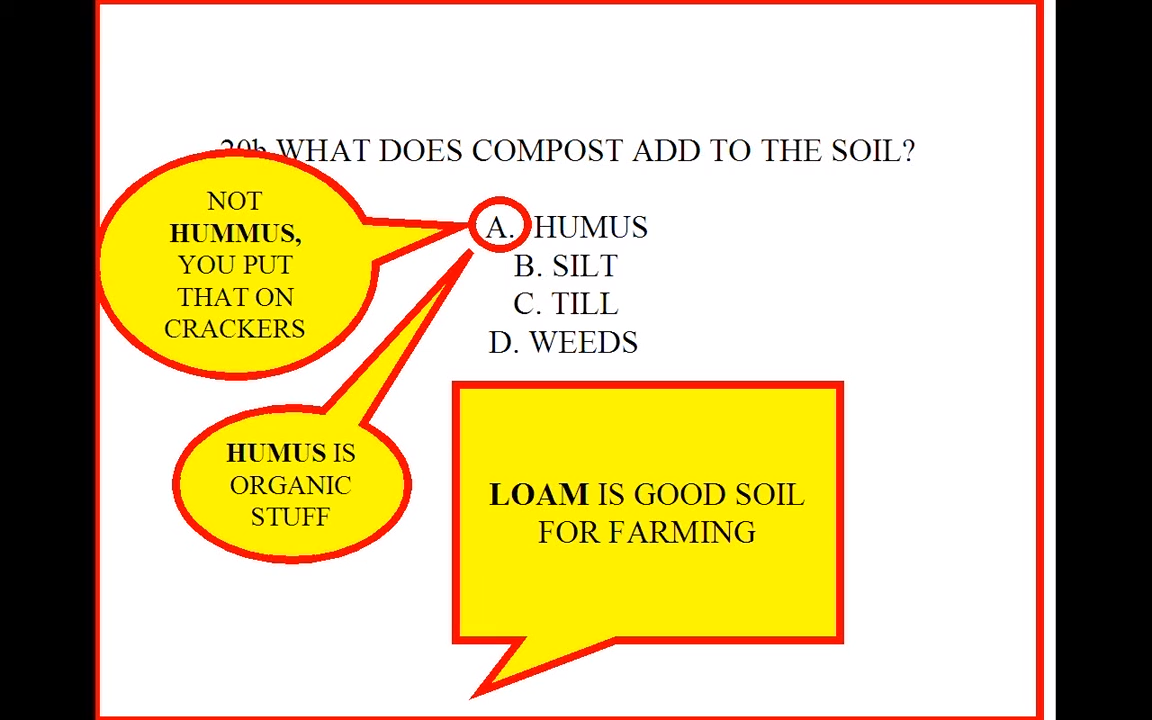 20b WHAT DOES COMPOST ADD TO THE SOIL?
A. HUMUS
B. SILT
C. TILL
D. WEEDS
NOT
HUMMUS,
YOU PUT
THAT ON
CRACKERS
HUMUS IS
ORGANIC
STUFF
LOAM IS GOOD SOIL
FOR FARMING